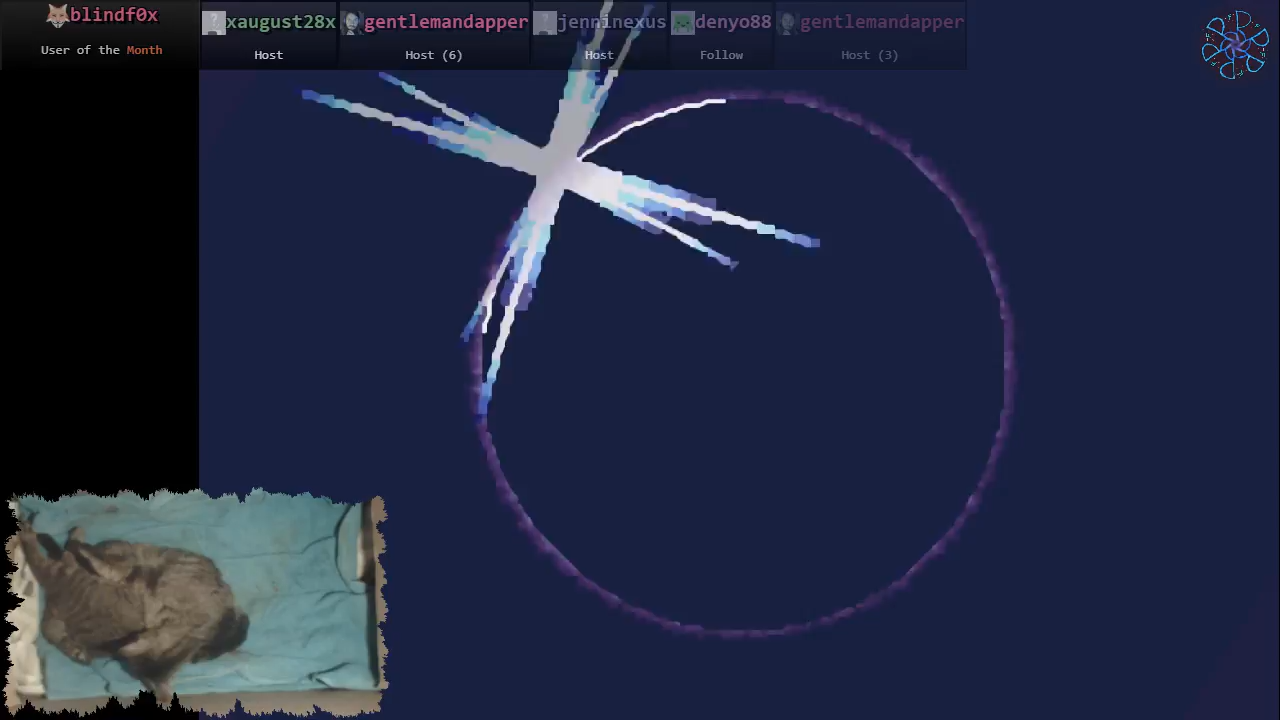 blindf0x
User of the Month
xaugust28x
Host
gentlemandapper
Host (6)
jenninexus
Host
denyo88
Follow
gentlemandapper
Host (3)